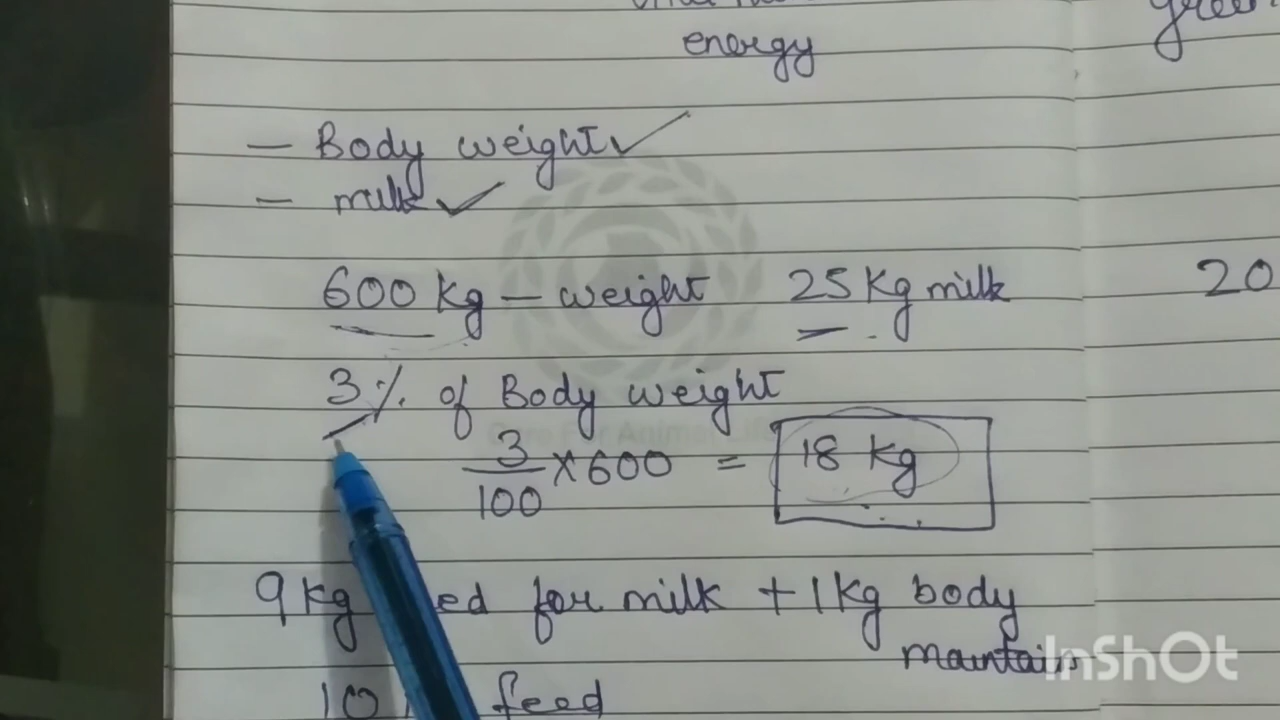 energy
green
— Body weight ✓
— milk ✓
600 kg — weight 25 Kg milk 20
3 % of Body weight
3/100 × 600 = 18 Kg
9 kg for milk + 1 kg body
maintain
10 feed
InShOt